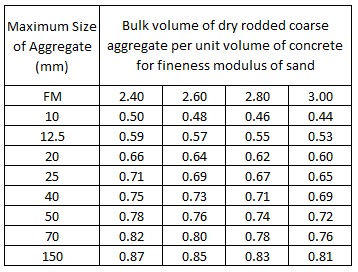 Maximum Size of Aggregate (mm)
Bulk volume of dry rodded coarse aggregate per unit volume of concrete for fineness modulus of sand
FM 2.40 2.60 2.80 3.00
10 0.50 0.48 0.46 0.44
12.5 0.59 0.57 0.55 0.53
20 0.66 0.64 0.62 0.60
25 0.71 0.69 0.67 0.65
40 0.75 0.73 0.71 0.69
50 0.78 0.76 0.74 0.72
70 0.82 0.80 0.78 0.76
150 0.87 0.85 0.83 0.81